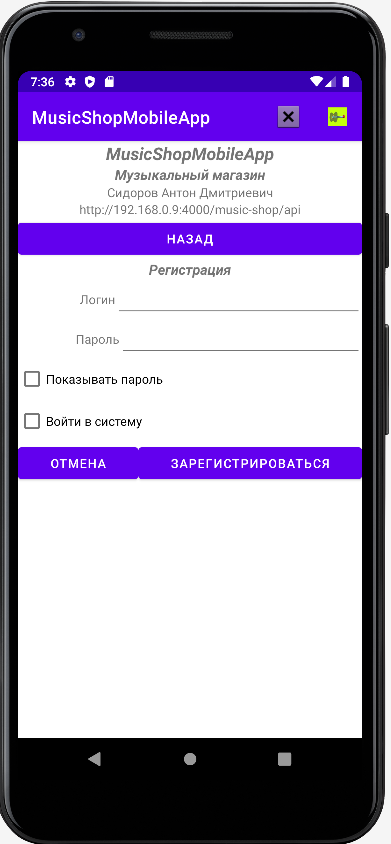 7:36
MusicShopMobileApp
MusicShopMobileApp
Музыкальный магазин
Сидоров Антон Дмитриевич
http://192.168.0.9:4000/music-shop/api
НАЗАД
Регистрация
Логин
Пароль
Показывать пароль
Войти в систему
ОТМЕНА ЗАРЕГИСТРИРОВАТЬСЯ